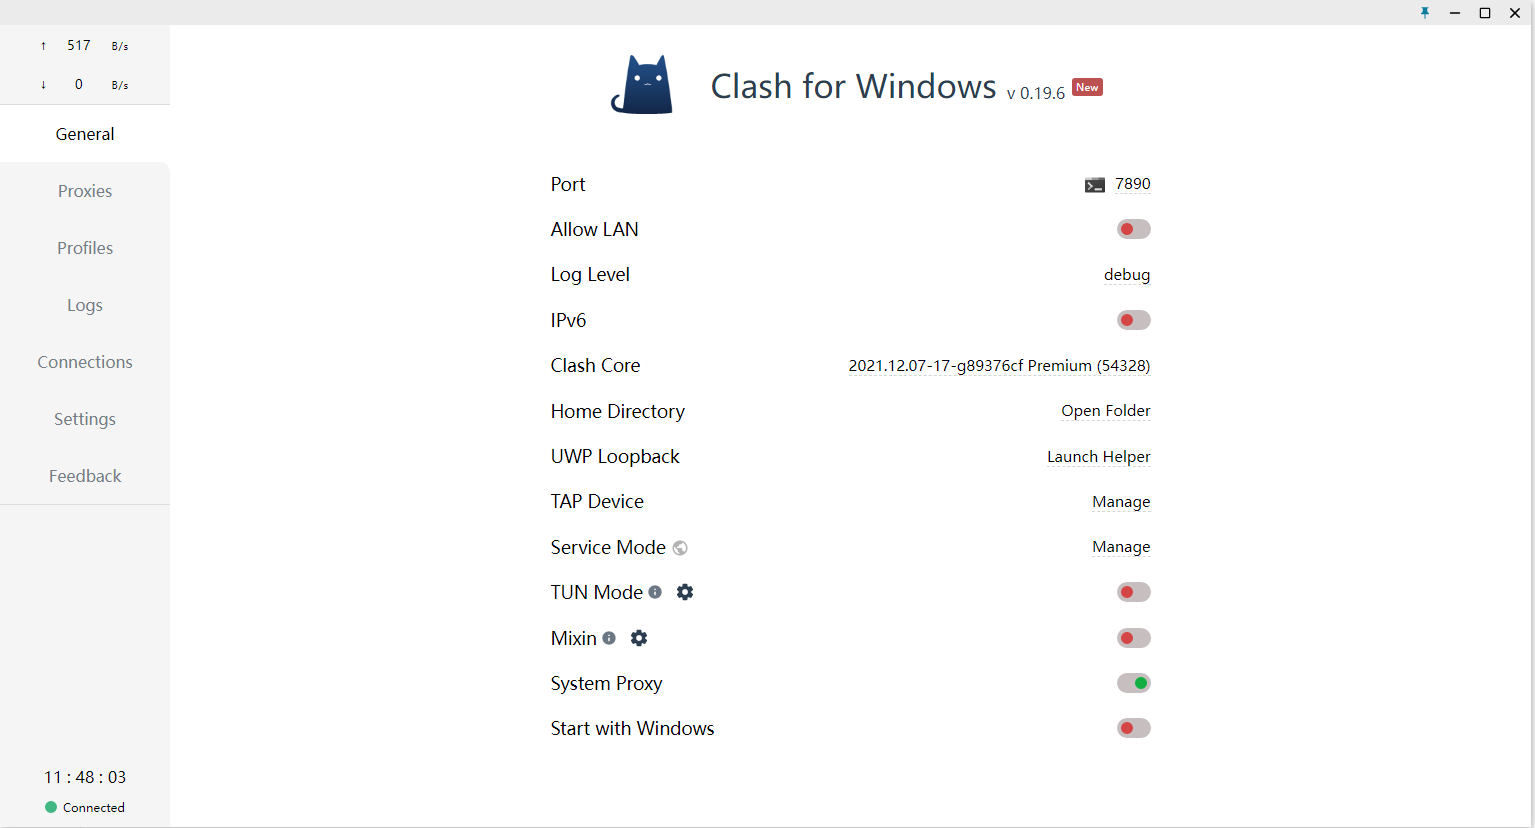 ↑ 517 B/s
↓ 0 B/s
General
Proxies
Profiles
Logs
Connections
Settings
Feedback
11 : 48 : 03
Connected
Clash for Windows v 0.19.6 New
Port 7890
Allow LAN
Log Level debug
IPv6
Clash Core 2021.12.07-17-g89376cf Premium (54328)
Home Directory Open Folder
UWP Loopback Launch Helper
TAP Device Manage
Service Mode Manage
TUN Mode
Mixin
System Proxy
Start with Windows